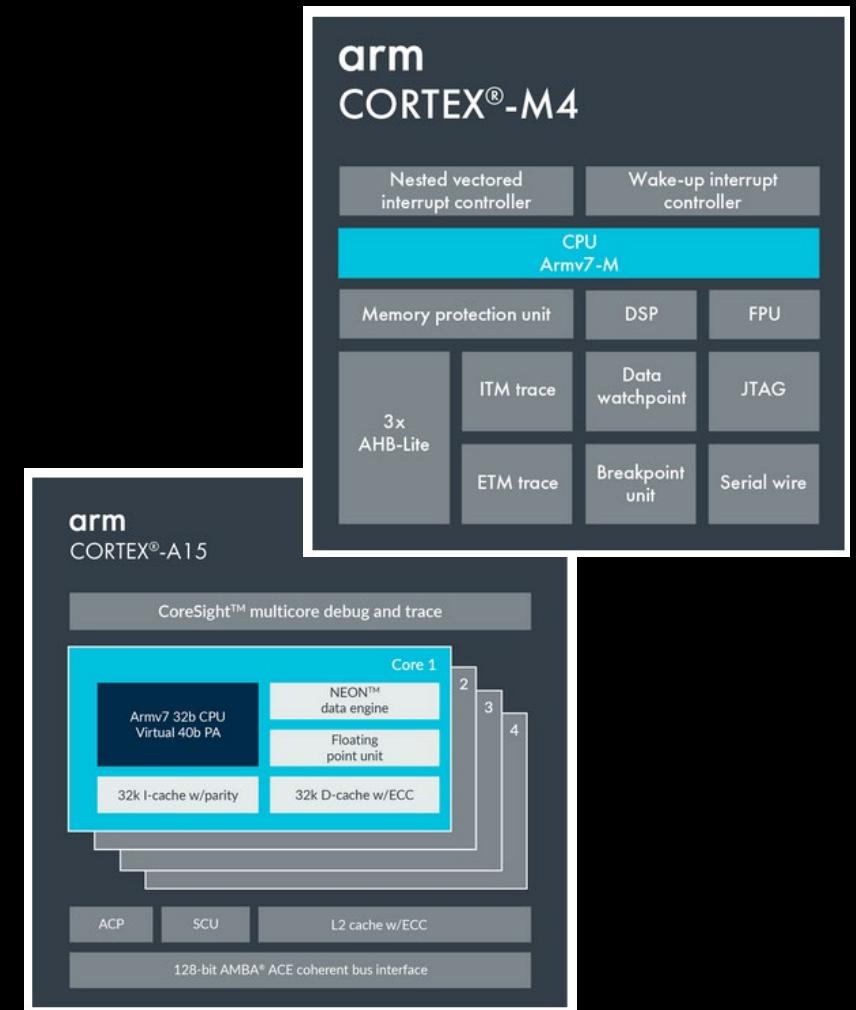 arm
CORTEX®-M4
Nested vectored
interrupt controller
Wake-up interrupt
controller
CPU
Armv7-M
Memory protection unit
DSP
FPU
3x
AHB-Lite
ITM trace
Data
watchpoint
JTAG
ETM trace
Breakpoint
unit
Serial wire
arm
CORTEX®-A15
CoreSight™ multicore debug and trace
Core 1
2
3
4
Armv7 32b CPU
Virtual 40b PA
NEON™
data engine
Floating
point unit
32k I-cache w/parity
32k D-cache w/ECC
ACP
SCU
L2 cache w/ECC
128-bit AMBA® ACE coherent bus interface